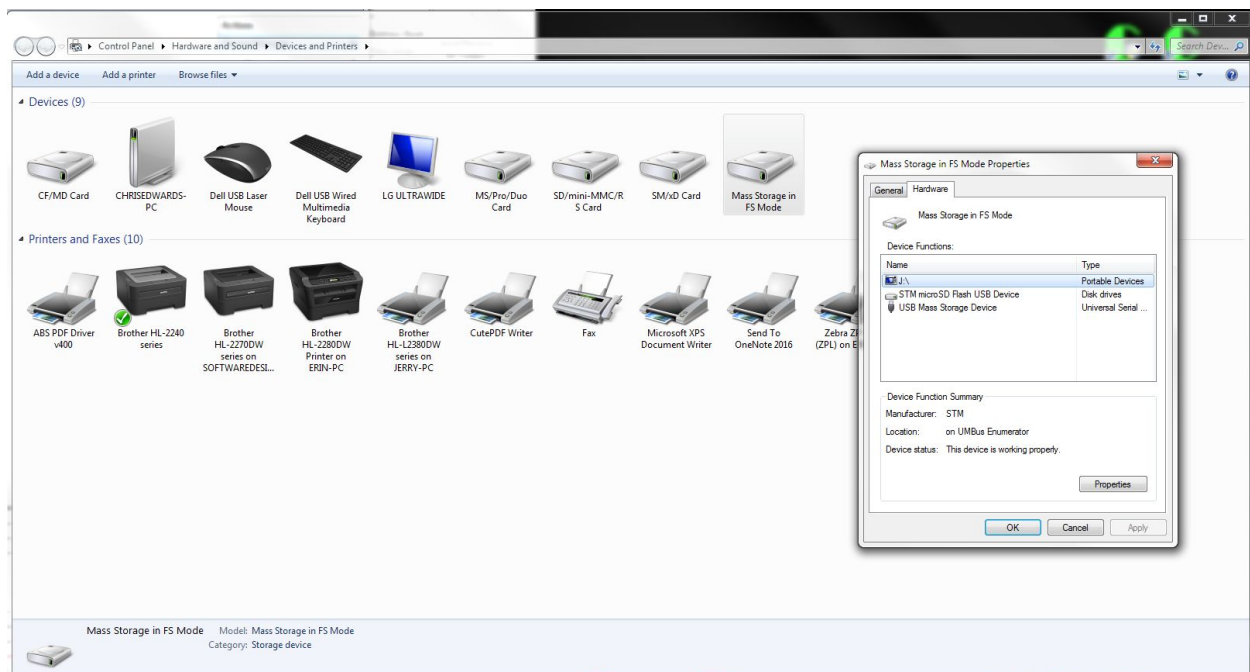 Control Panel ▸ Hardware and Sound ▸ Devices and Printers ▸
Search Dev...
Add a device Add a printer Browse files
Devices (9)
CF/MD Card
CHRISEDWARDS-
PC
Dell USB Laser
Mouse
Dell USB Wired
Multimedia
Keyboard
LG ULTRAWIDE
MS/Pro/Duo
Card
SD/mini-MMC/R
S Card
SM/xD Card
Mass Storage in
FS Mode
Printers and Faxes (10)
ABS PDF Driver
v400
Brother HL-2240
series
Brother
HL-2270DW
series on
SOFTWAREDESI...
Brother
HL-2280DW
Printer on
ERIN-PC
Brother
HL-L2380DW
series on
JERRY-PC
CutePDF Writer
Fax
Microsoft XPS
Document Writer
Send To
OneNote 2016
Zebra
(ZPL) on
Mass Storage in FS Mode Properties
General Hardware
Mass Storage in FS Mode
Device Functions:
Name Type
J:\ Portable Devices
STM microSD Flash USB Device Disk drives
USB Mass Storage Device Universal Serial ...
Device Function Summary
Manufacturer: STM
Location: on UMBus Enumerator
Device status: This device is working properly.
Properties
OK Cancel Apply
Mass Storage in FS Mode Model: Mass Storage in FS Mode
Category: Storage device